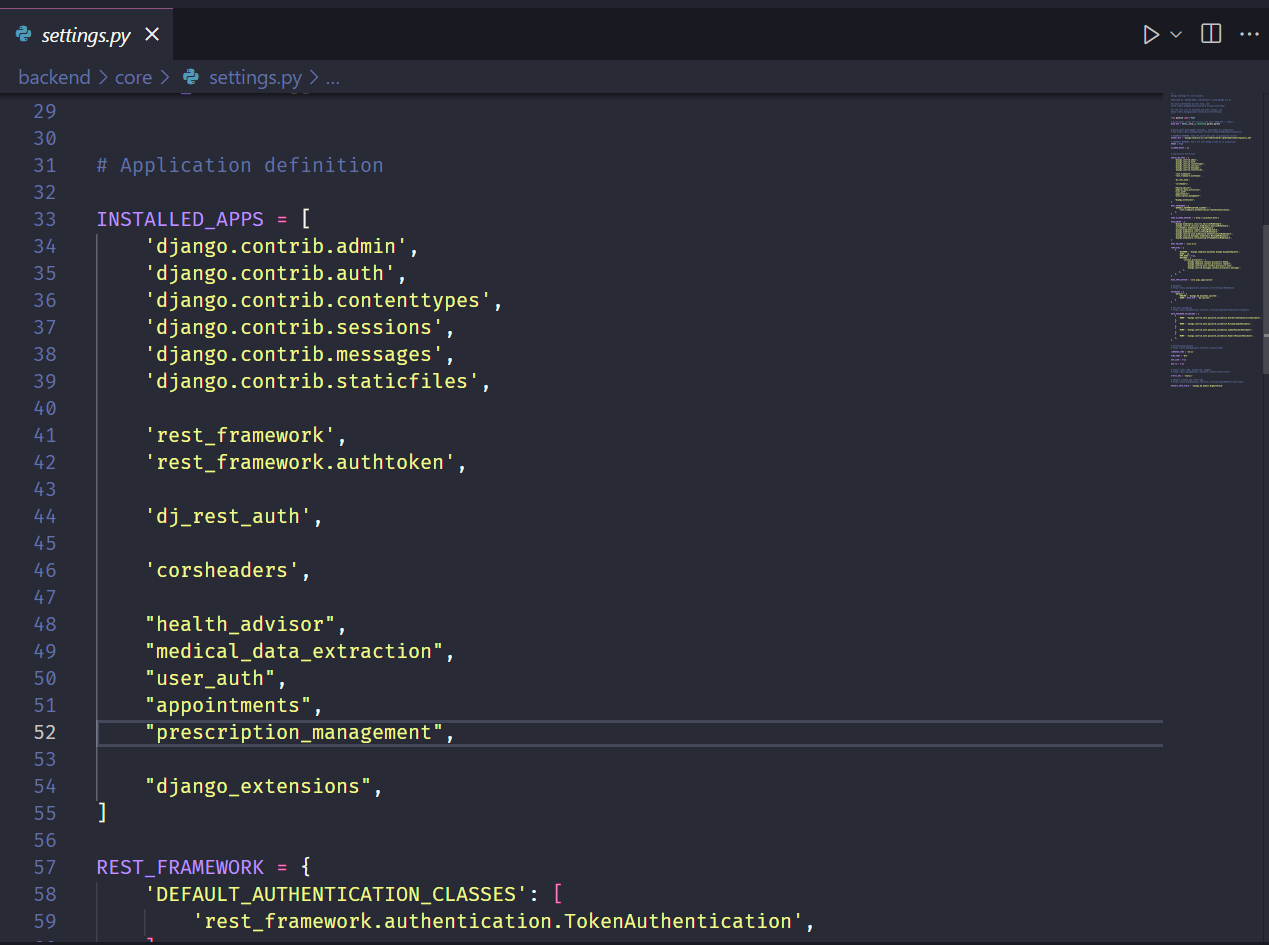 settings.py
backend > core > settings.py > ...
29
30
31 # Application definition
32
33 INSTALLED_APPS = [
34     'django.contrib.admin',
35     'django.contrib.auth',
36     'django.contrib.contenttypes',
37     'django.contrib.sessions',
38     'django.contrib.messages',
39     'django.contrib.staticfiles',
40
41     'rest_framework',
42     'rest_framework.authtoken',
43
44     'dj_rest_auth',
45
46     'corsheaders',
47
48     "health_advisor",
49     "medical_data_extraction",
50     "user_auth",
51     "appointments",
52     "prescription_management",
53
54     "django_extensions",
55 ]
56
57 REST_FRAMEWORK = {
58     'DEFAULT_AUTHENTICATION_CLASSES': [
59         'rest_framework.authentication.TokenAuthentication',